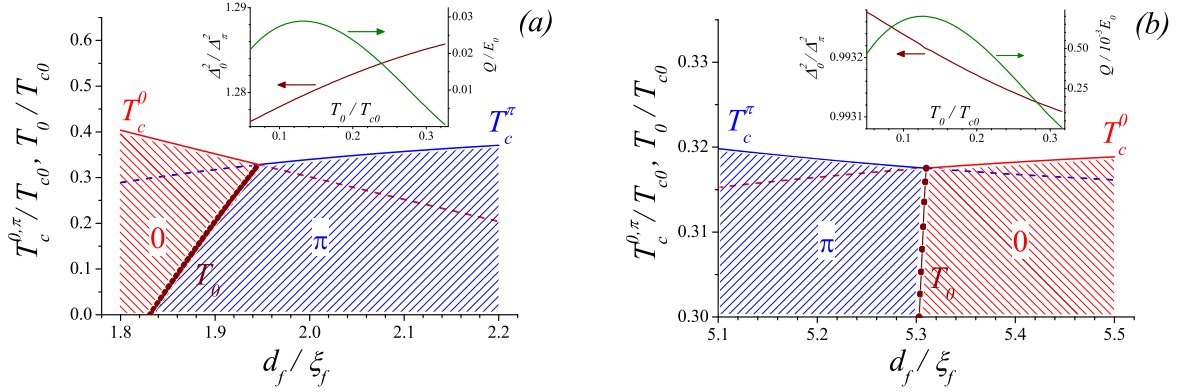 (a)
T_c^{0,π}/T_{c0}, T_0/T_{c0}
0.6
0.5
0.4
0.3
0.2
0.1
0.0
1.8
1.9
2.0
2.1
2.2
d_f/ξ_f
T_c^0
T_c^π
0
π
T_0
Δ_0^2/Δ_π^2
1.29
1.28
Q/E_0
0.03
0.02
0.01
T_0/T_{c0}
0.1
0.2
0.3
(b)
T_c^{0,π}/T_{c0}, T_0/T_{c0}
0.33
0.32
0.31
0.30
5.1
5.2
5.3
5.4
5.5
d_f/ξ_f
T_c^π
T_c^0
π
0
T_0
Δ_0^2/Δ_π^2
0.9932
0.9931
Q/10^{-3}E_0
0.50
0.25
T_0/T_{c0}
0.1
0.2
0.3